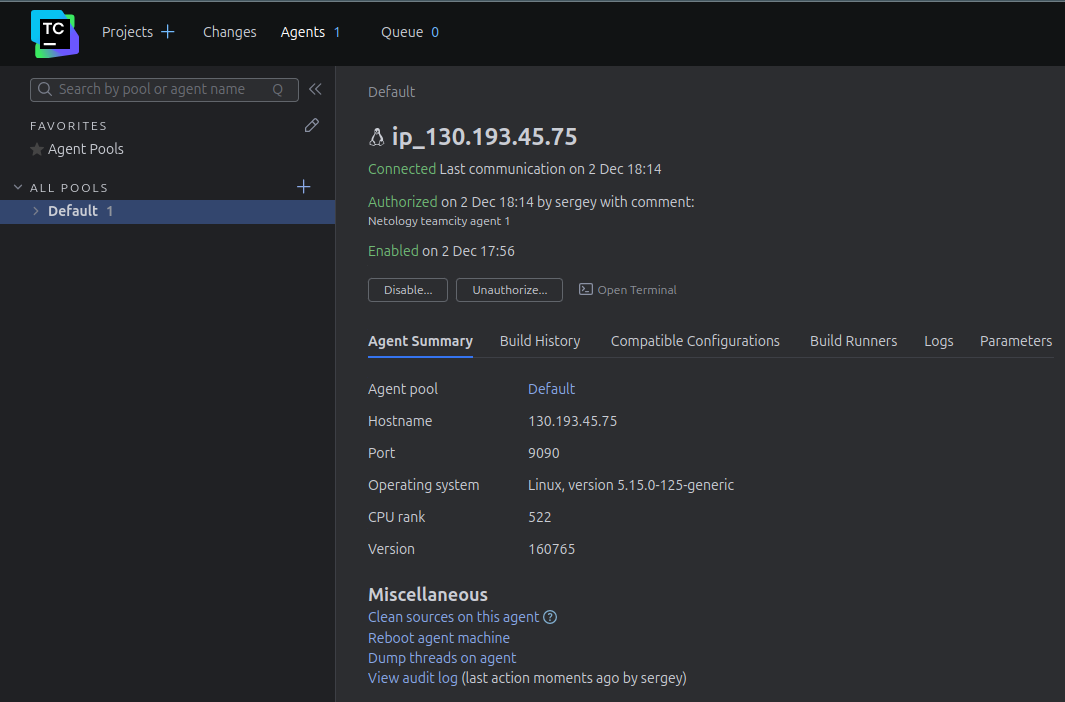 TC
Projects
Changes
Agents 1
Queue 0
Search by pool or agent name Q
FAVORITES
Agent Pools
ALL POOLS
Default 1
Default
ip_130.193.45.75
Connected Last communication on 2 Dec 18:14
Authorized on 2 Dec 18:14 by sergey with comment:
Netology teamcity agent 1
Enabled on 2 Dec 17:56
Disable... Unauthorize... Open Terminal
Agent Summary Build History Compatible Configurations Build Runners Logs Parameters
Agent pool Default
Hostname 130.193.45.75
Port 9090
Operating system Linux, version 5.15.0-125-generic
CPU rank 522
Version 160765
Miscellaneous
Clean sources on this agent ?
Reboot agent machine
Dump threads on agent
View audit log (last action moments ago by sergey)